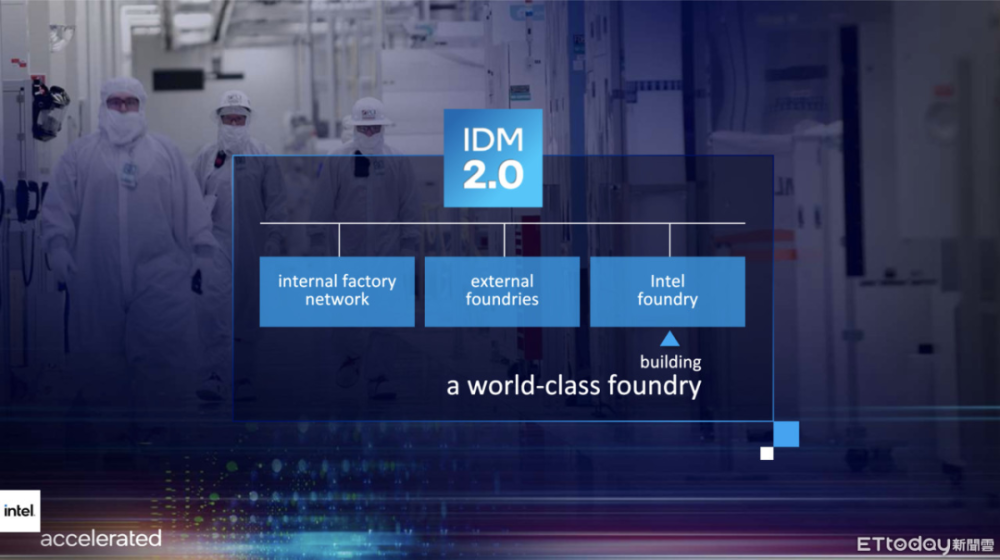 IDM
2.0
internal factory
network
external
foundries
Intel
foundry
building
a world-class foundry
intel.
accelerated
ETtoday新聞雲